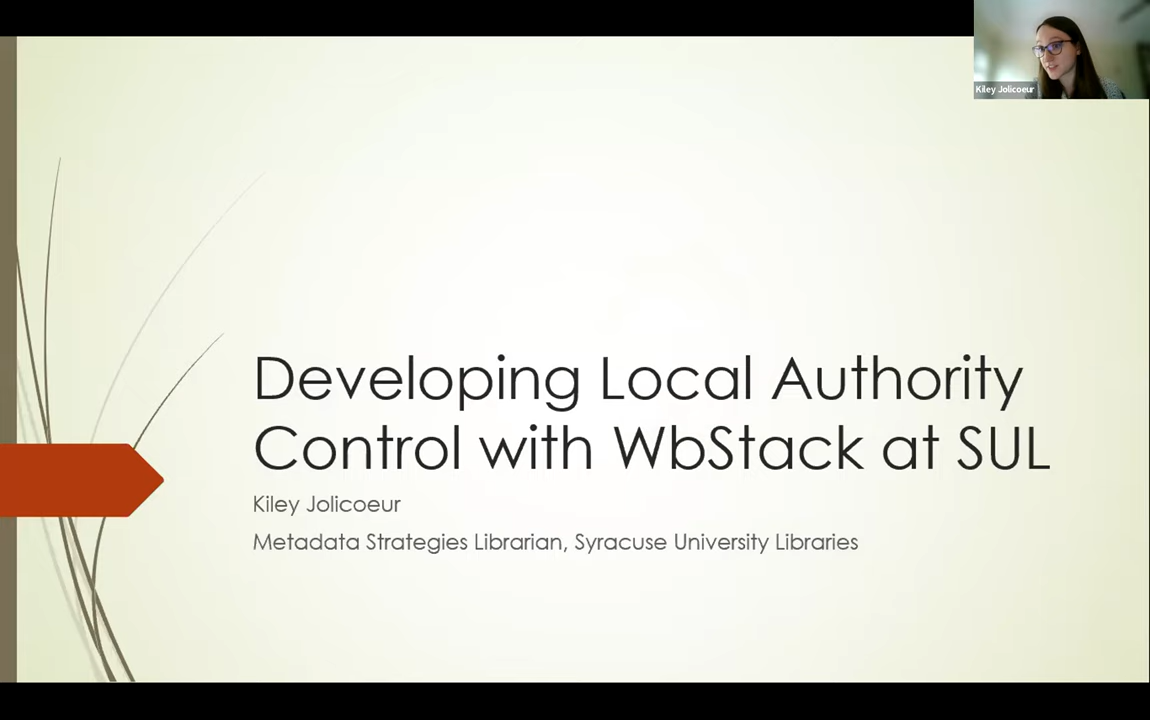 Kiley Jolicoeur
Developing Local Authority
Control with WbStack at SUL
Kiley Jolicoeur
Metadata Strategies Librarian, Syracuse University Libraries